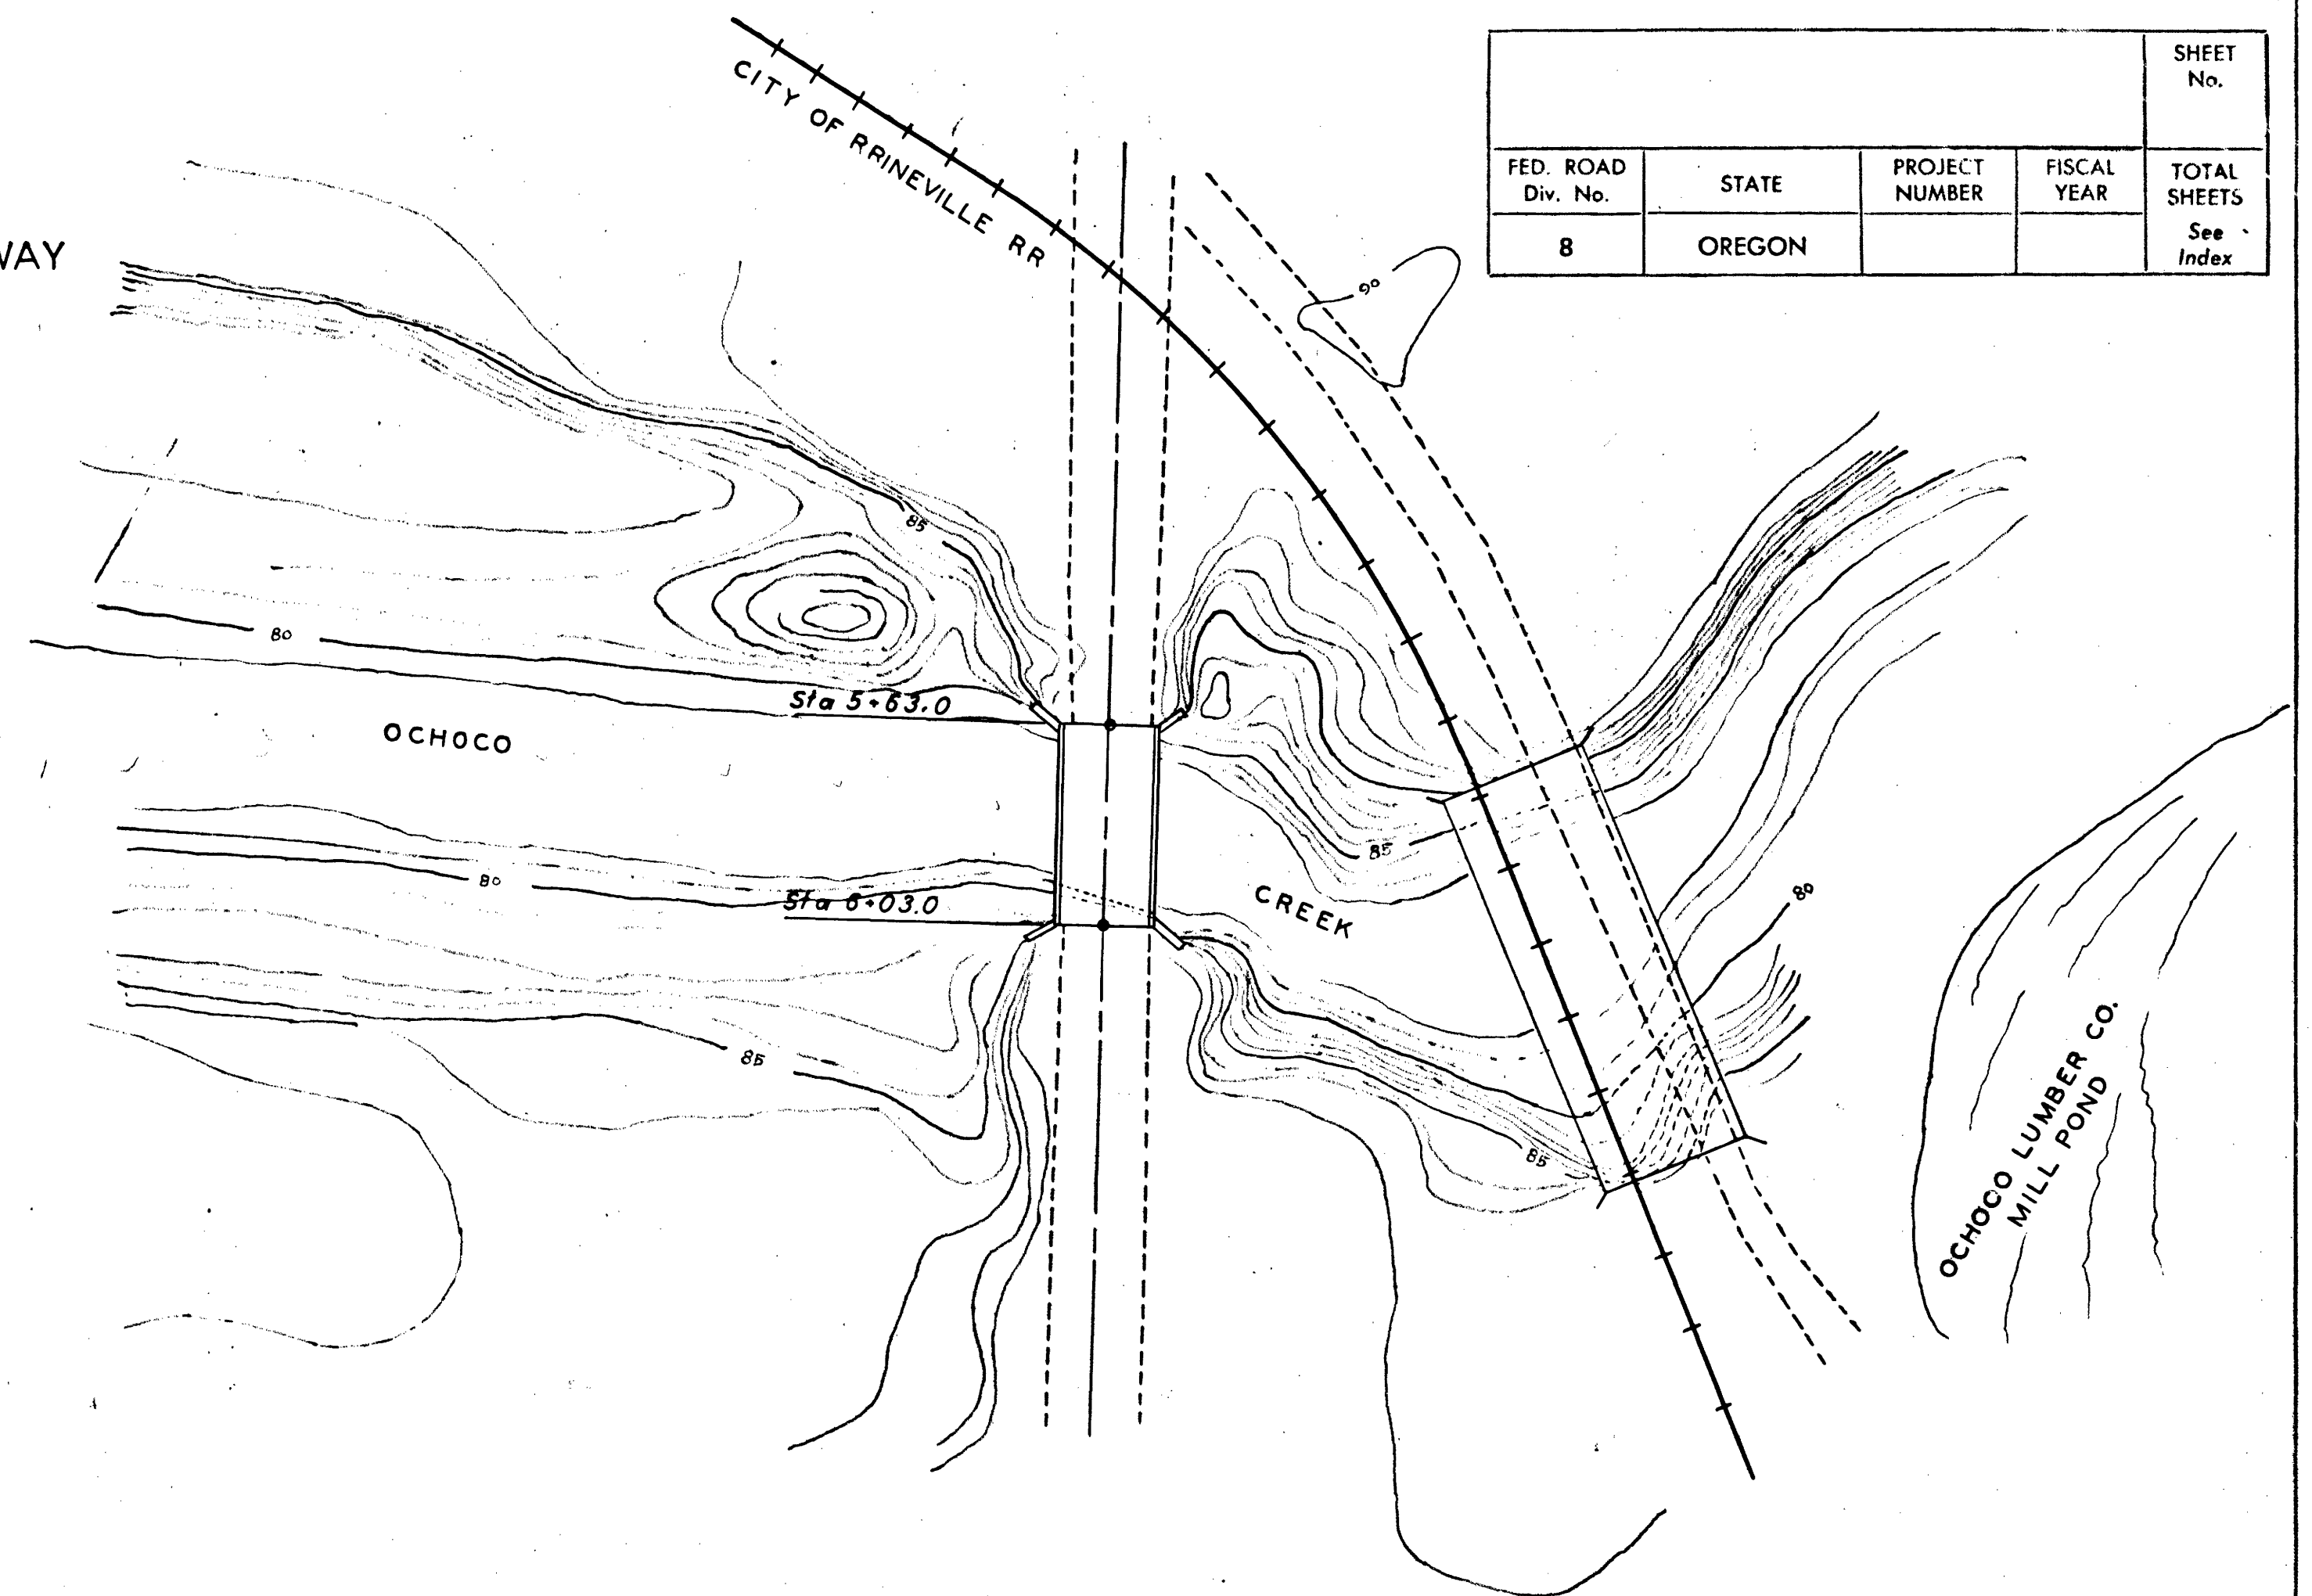 SHEET
No.
FED. ROAD
Div. No.
STATE
PROJECT
NUMBER
FISCAL
YEAR
TOTAL
SHEETS
8
OREGON
See
Index
CITY OF RRINEVILLE RR
WAY
90
85
80
Sta 5+63.0
OCHOCO
85
80
Sta 6+03.0
CREEK
80
85
85
OCHOCO LUMBER CO.
MILL POND